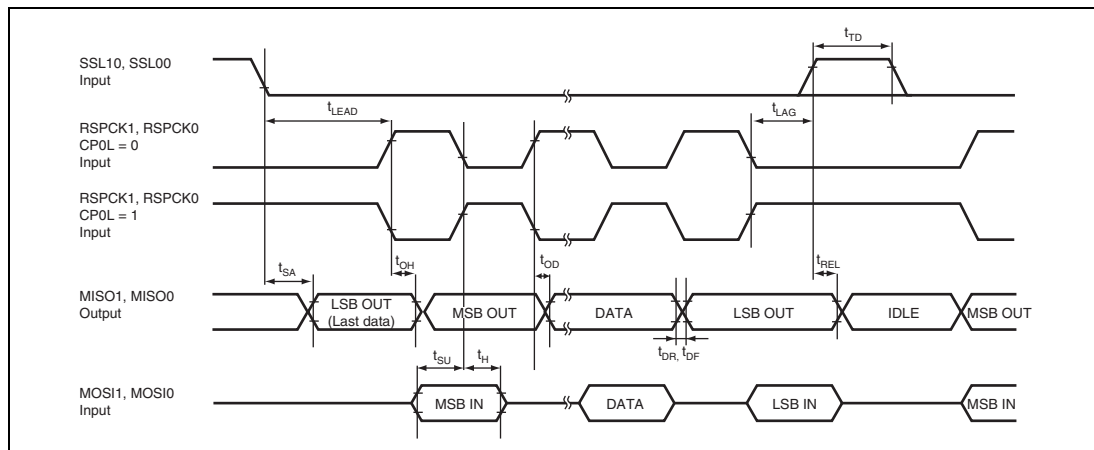 SSL10, SSL00
Input
tTD
tLEAD
tLAG
RSPCK1, RSPCK0
CP0L = 0
Input
RSPCK1, RSPCK0
CP0L = 1
Input
tSA
tOH
tOD
tREL
MISO1, MISO0
Output
LSB OUT
(Last data)
MSB OUT
DATA
LSB OUT
IDLE
MSB OUT
tSU
tH
tDR, tDF
MOSI1, MOSI0
Input
MSB IN
DATA
LSB IN
MSB IN